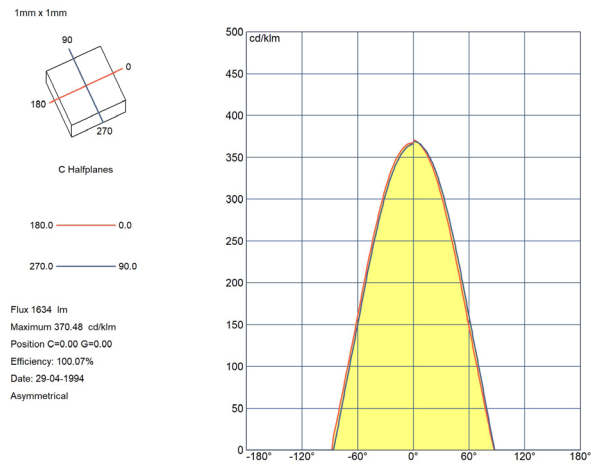 1mm x 1mm
90
0
180
270
C Halfplanes
180.0
0.0
270.0
90.0
Flux 1634 lm
Maximum 370.48 cd/klm
Position C=0.00 G=0.00
Efficiency: 100.07%
Date: 29-04-1994
Asymmetrical
500
cd/klm
450
400
350
300
250
200
150
100
50
0
-180° -120° -60° 0° 60° 120° 180°